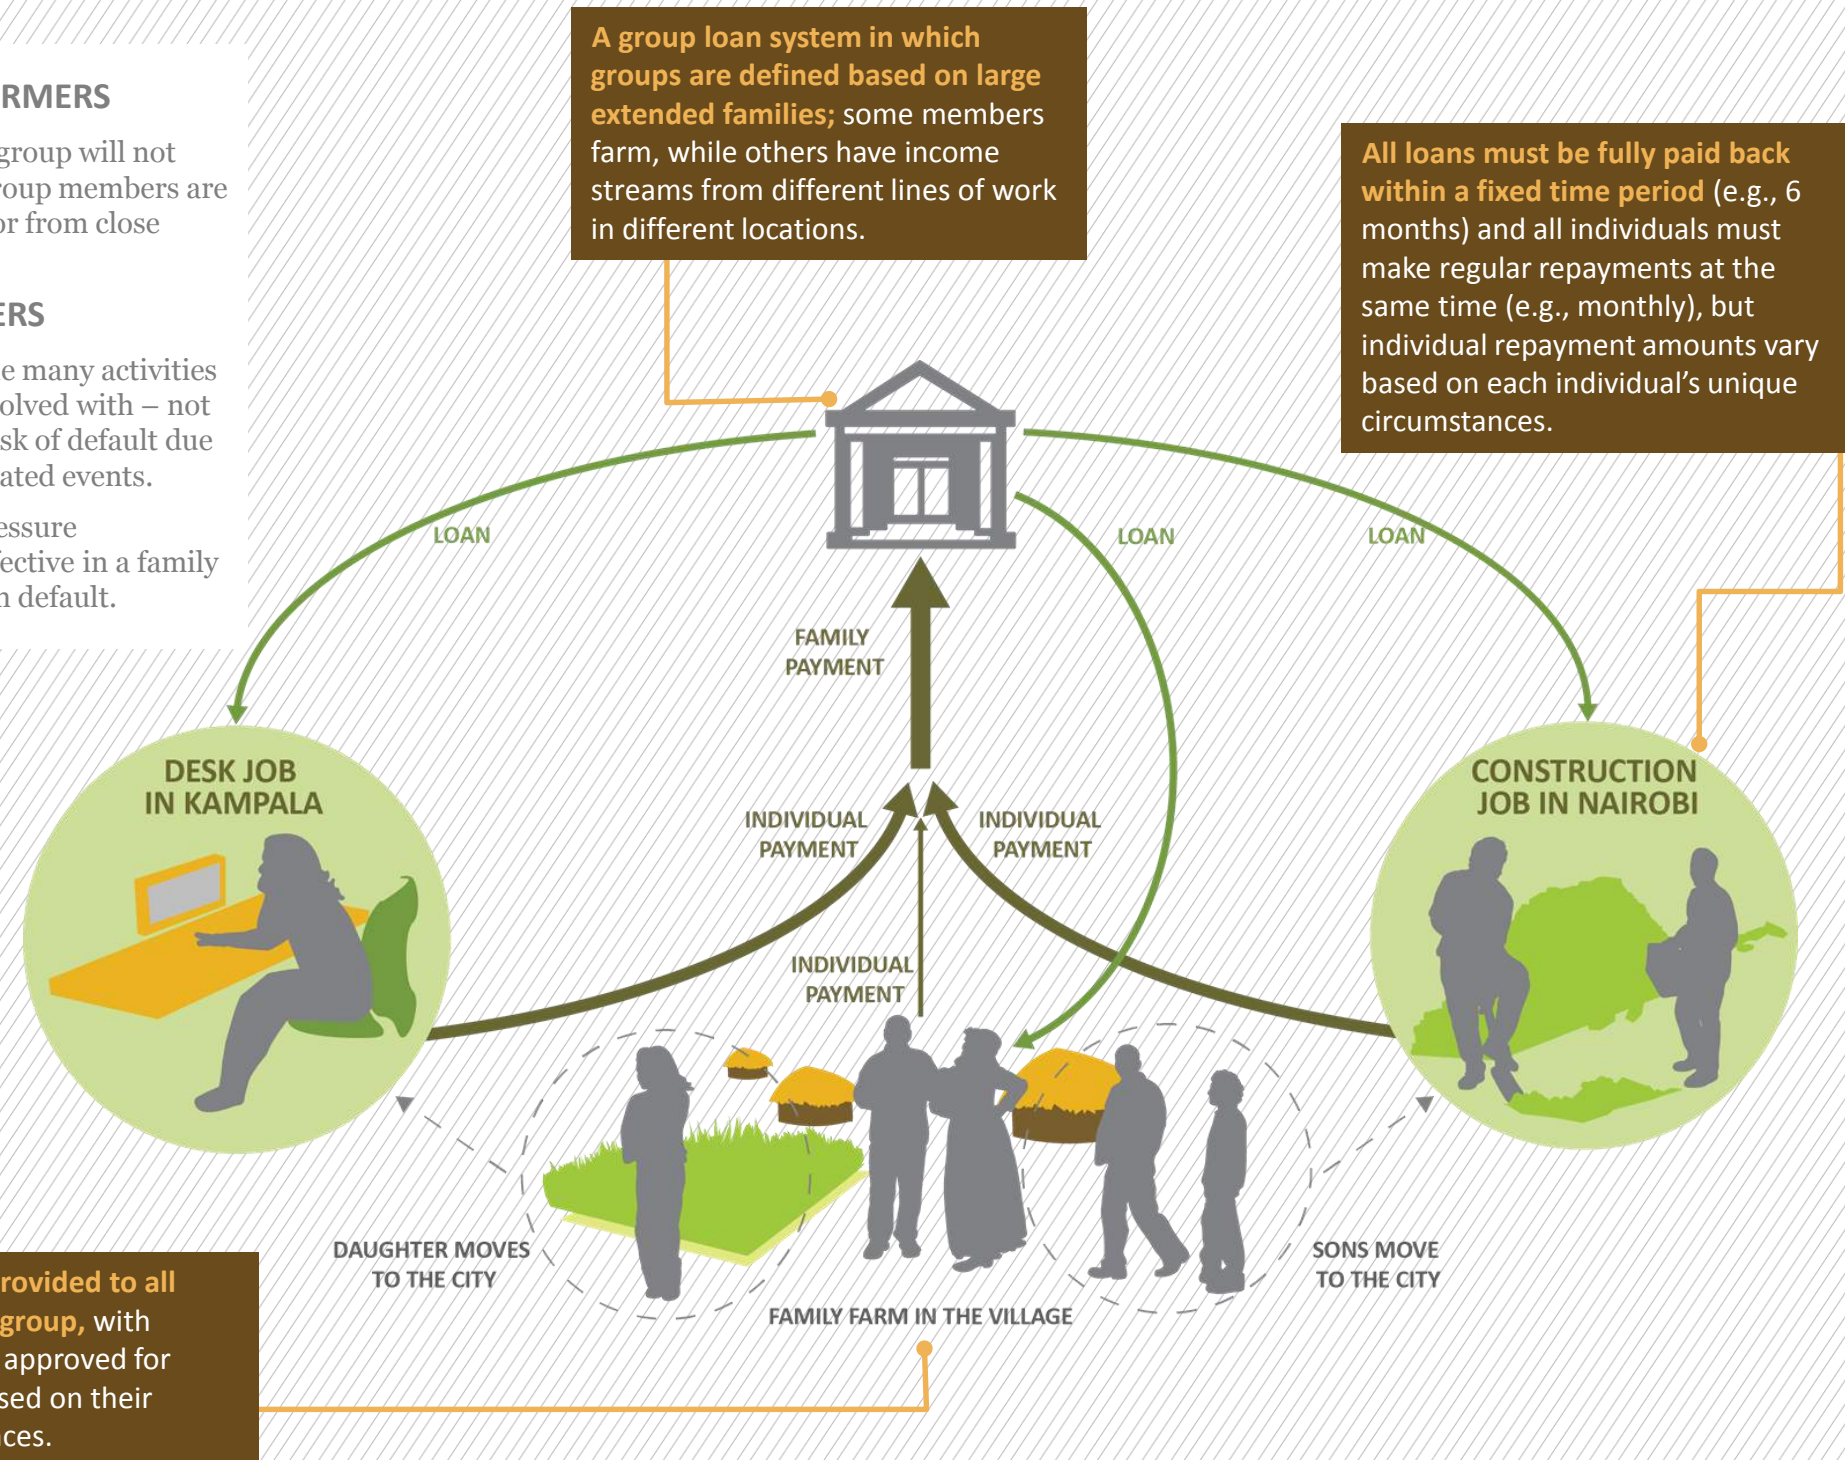 RMERS
group will not
roup members are
or from close
ERS
e many activities
olved with – not
sk of default due
ated events.
essure
fective in a family
n default.
A group loan system in which
groups are defined based on large
extended families; some members
farm, while others have income
streams from different lines of work
in different locations.
All loans must be fully paid back
within a fixed time period (e.g., 6
months) and all individuals must
make regular repayments at the
same time (e.g., monthly), but
individual repayment amounts vary
based on each individual’s unique
circumstances.
LOAN
LOAN
LOAN
FAMILY
PAYMENT
DESK JOB
IN KAMPALA
CONSTRUCTION
JOB IN NAIROBI
INDIVIDUAL
PAYMENT
INDIVIDUAL
PAYMENT
INDIVIDUAL
PAYMENT
DAUGHTER MOVES
TO THE CITY
SONS MOVE
TO THE CITY
FAMILY FARM IN THE VILLAGE
rovided to all
group, with
approved for
sed on their
nces.